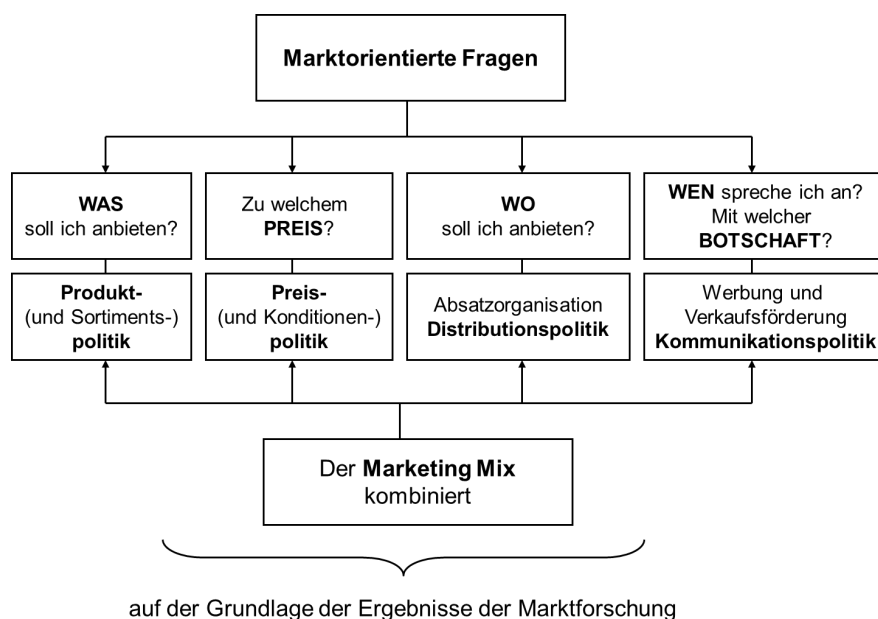 Marktorientierte Fragen
WAS
soll ich anbieten?
Zu welchem
PREIS?
WO
soll ich anbieten?
WEN spreche ich an?
Mit welcher
BOTSCHAFT?
Produkt-
(und Sortiments-)
politik
Preis-
(und Konditionen-)
politik
Absatzorganisation
Distributionspolitik
Werbung und
Verkaufsförderung
Kommunikationspolitik
Der Marketing Mix
kombiniert
auf der Grundlage der Ergebnisse der Marktforschung